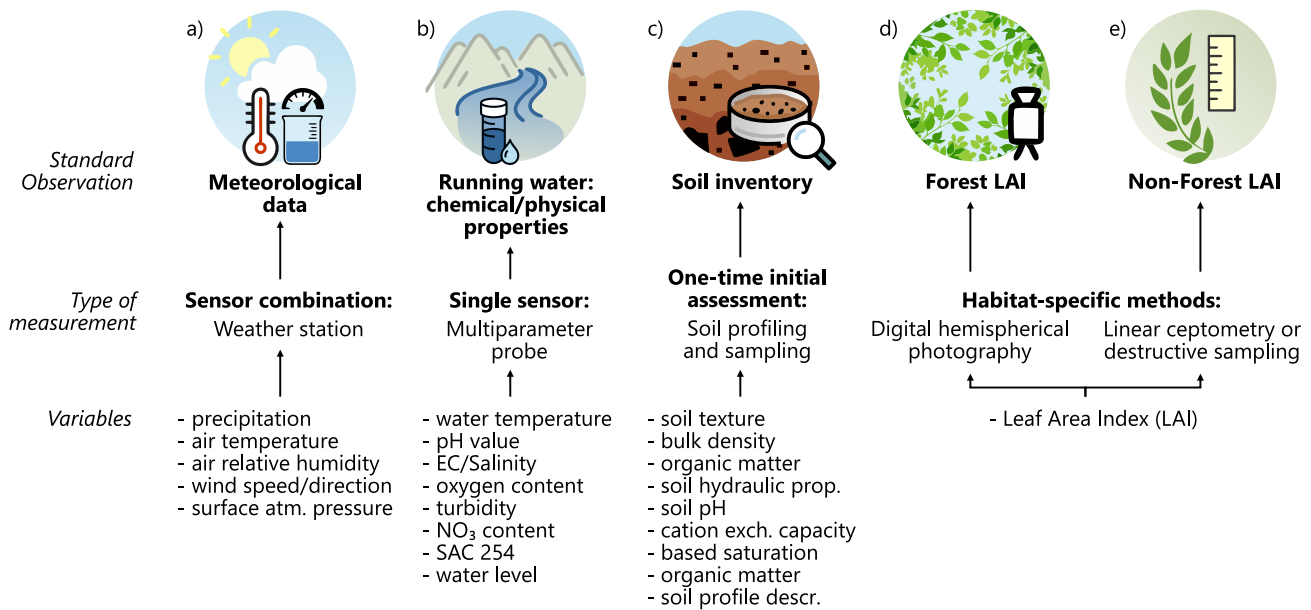 a)
b)
c)
d)
e)
Standard
Observation
Meteorological
data
Running water:
chemical/physical
properties
Soil inventory
Forest LAI
Non-Forest LAI
Type of
measurement
Sensor combination:
Weather station
Single sensor:
Multiparameter
probe
One-time initial
assessment:
Soil profiling
and sampling
Habitat-specific methods:
Digital hemispherical
photography
Linear ceptometry or
destructive sampling
Variables
- precipitation
- air temperature
- air relative humidity
- wind speed/direction
- surface atm. pressure
- water temperature
- pH value
- EC/Salinity
- oxygen content
- turbidity
- NO₃ content
- SAC 254
- water level
- soil texture
- bulk density
- organic matter
- soil hydraulic prop.
- soil pH
- cation exch. capacity
- based saturation
- organic matter
- soil profile descr.
- Leaf Area Index (LAI)